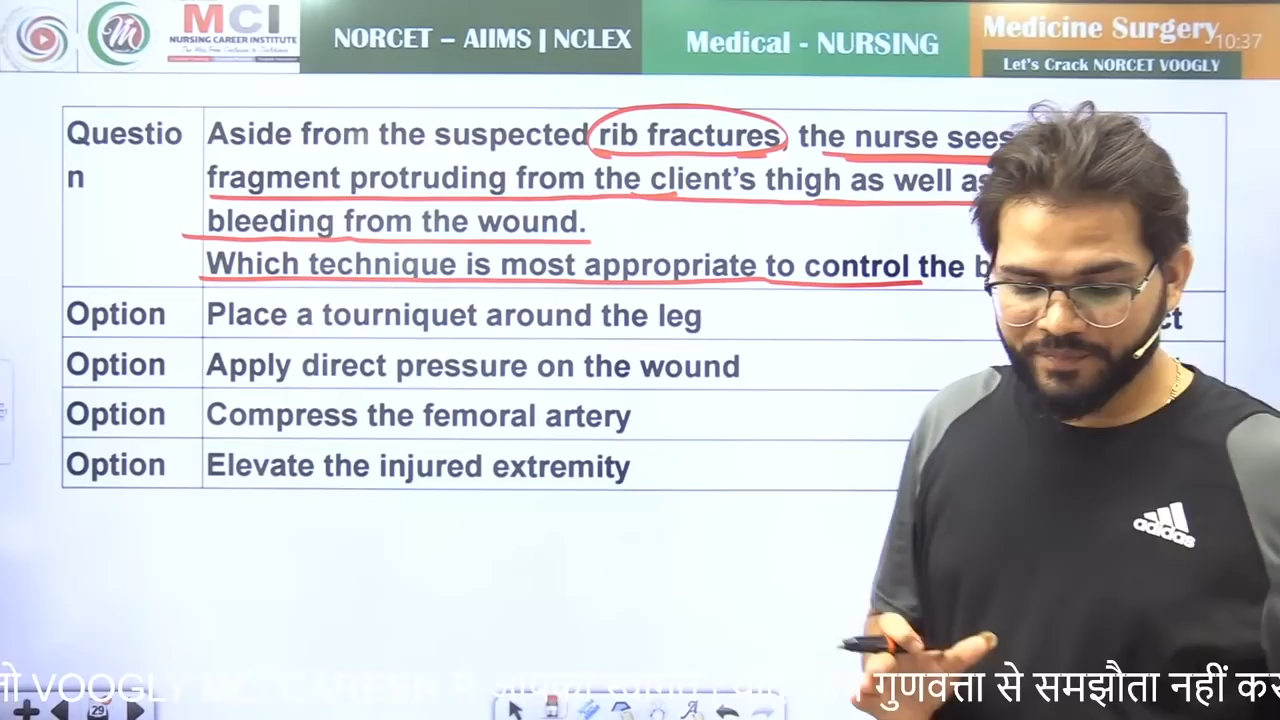 MCI
NURSING CAREER INSTITUTE
NORCET – AIIMS | NCLEX
Medical - NURSING
Medicine Surgery
10:37
Let's Crack NORCET VOOGLY
Questio
n
Aside from the suspected rib fractures, the nurse sees
fragment protruding from the client's thigh as well as
bleeding from the wound.
Which technique is most appropriate to control the b
Option
Place a tourniquet around the leg
ct
Option
Apply direct pressure on the wound
Option
Compress the femoral artery
Option
Elevate the injured extremity
adidas
VOOGLY
गुणवत्ता से समझौता नहीं
29